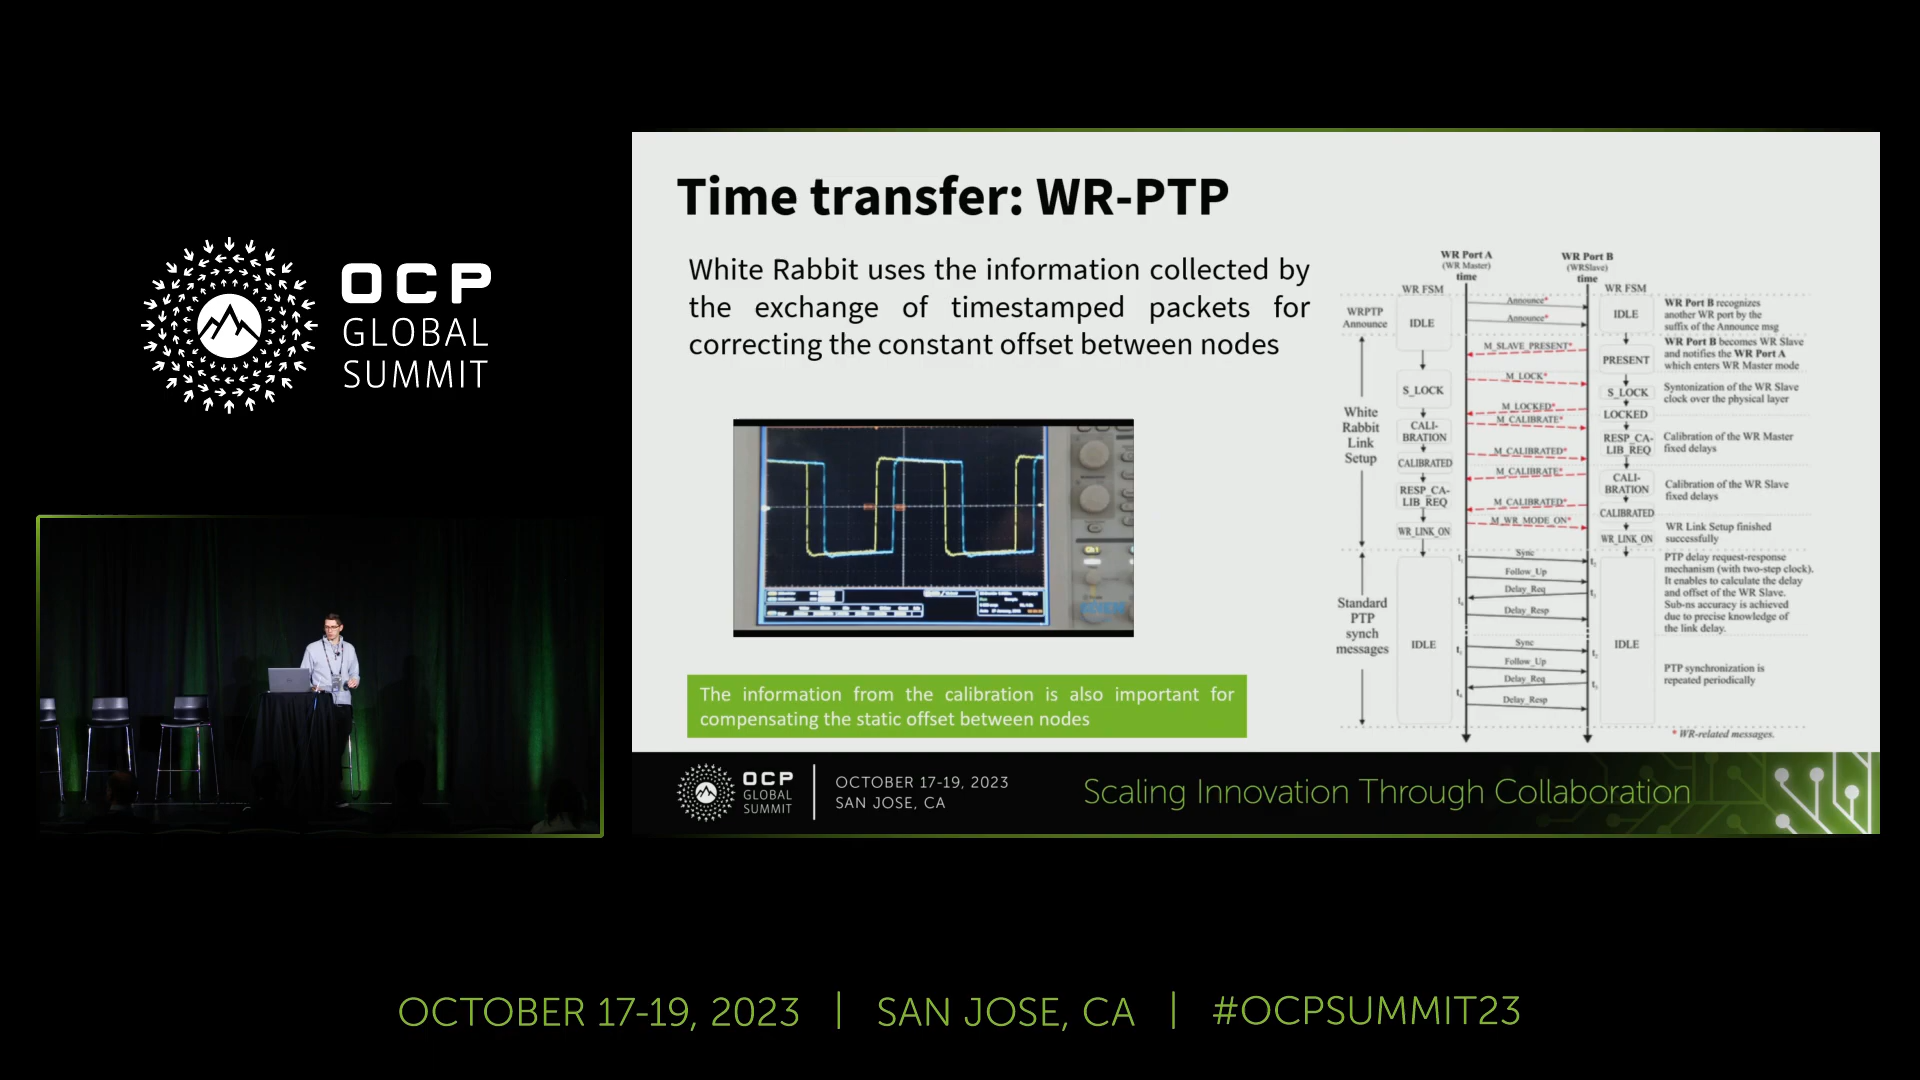 OCP
GLOBAL
SUMMIT
Time transfer: WR-PTP
White Rabbit uses the information collected by
the exchange of timestamped packets for
correcting the constant offset between nodes
The information from the calibration is also important for
compensating the static offset between nodes
WR Port A
(WR Master)
time
WR Port B
(WRSlave)
time
WR FSM
WR FSM
WRPTP
Announce
IDLE
Announce*
Announce*
IDLE
WR Port B recognizes
another WR port by the
suffix of the Announce msg
White
Rabbit
Link
Setup
M_SLAVE_PRESENT*
PRESENT
WR Port B becomes WR Slave
and notifies the WR Port A
which enters WR Master mode
S_LOCK
M_LOCK*
S_LOCK
Syntonization of the WR Slave
clock over the physical layer
M_LOCKED*
LOCKED
CALI-
BRATION
M_CALIBRATE*
RESP_CA-
LIB_REQ
Calibration of the WR Master
fixed delays
CALIBRATED
M_CALIBRATED*
M_CALIBRATE*
CALI-
BRATION
Calibration of the WR Slave
fixed delays
RESP_CA-
LIB_REQ
M_CALIBRATED*
CALIBRATED
WR_LINK_ON
M_WR_MODE_ON*
WR_LINK_ON
WR Link Setup finished
successfully
Standard
PTP
synch
messages
IDLE
Sync
Follow_Up
Delay_Req
Delay_Resp
Sync
Follow_Up
Delay_Req
Delay_Resp
IDLE
PTP delay request-response
mechanism (with two-step clock).
It enables to calculate the delay
and offset of the WR Slave.
Sub-ns accuracy is achieved
due to precise knowledge of
the link delay.
PTP synchronization is
repeated periodically
* WR-related messages.
OCP
GLOBAL
SUMMIT
OCTOBER 17-19, 2023
SAN JOSE, CA
Scaling Innovation Through Collaboration
OCTOBER 17-19, 2023 | SAN JOSE, CA | #OCPSUMMIT23